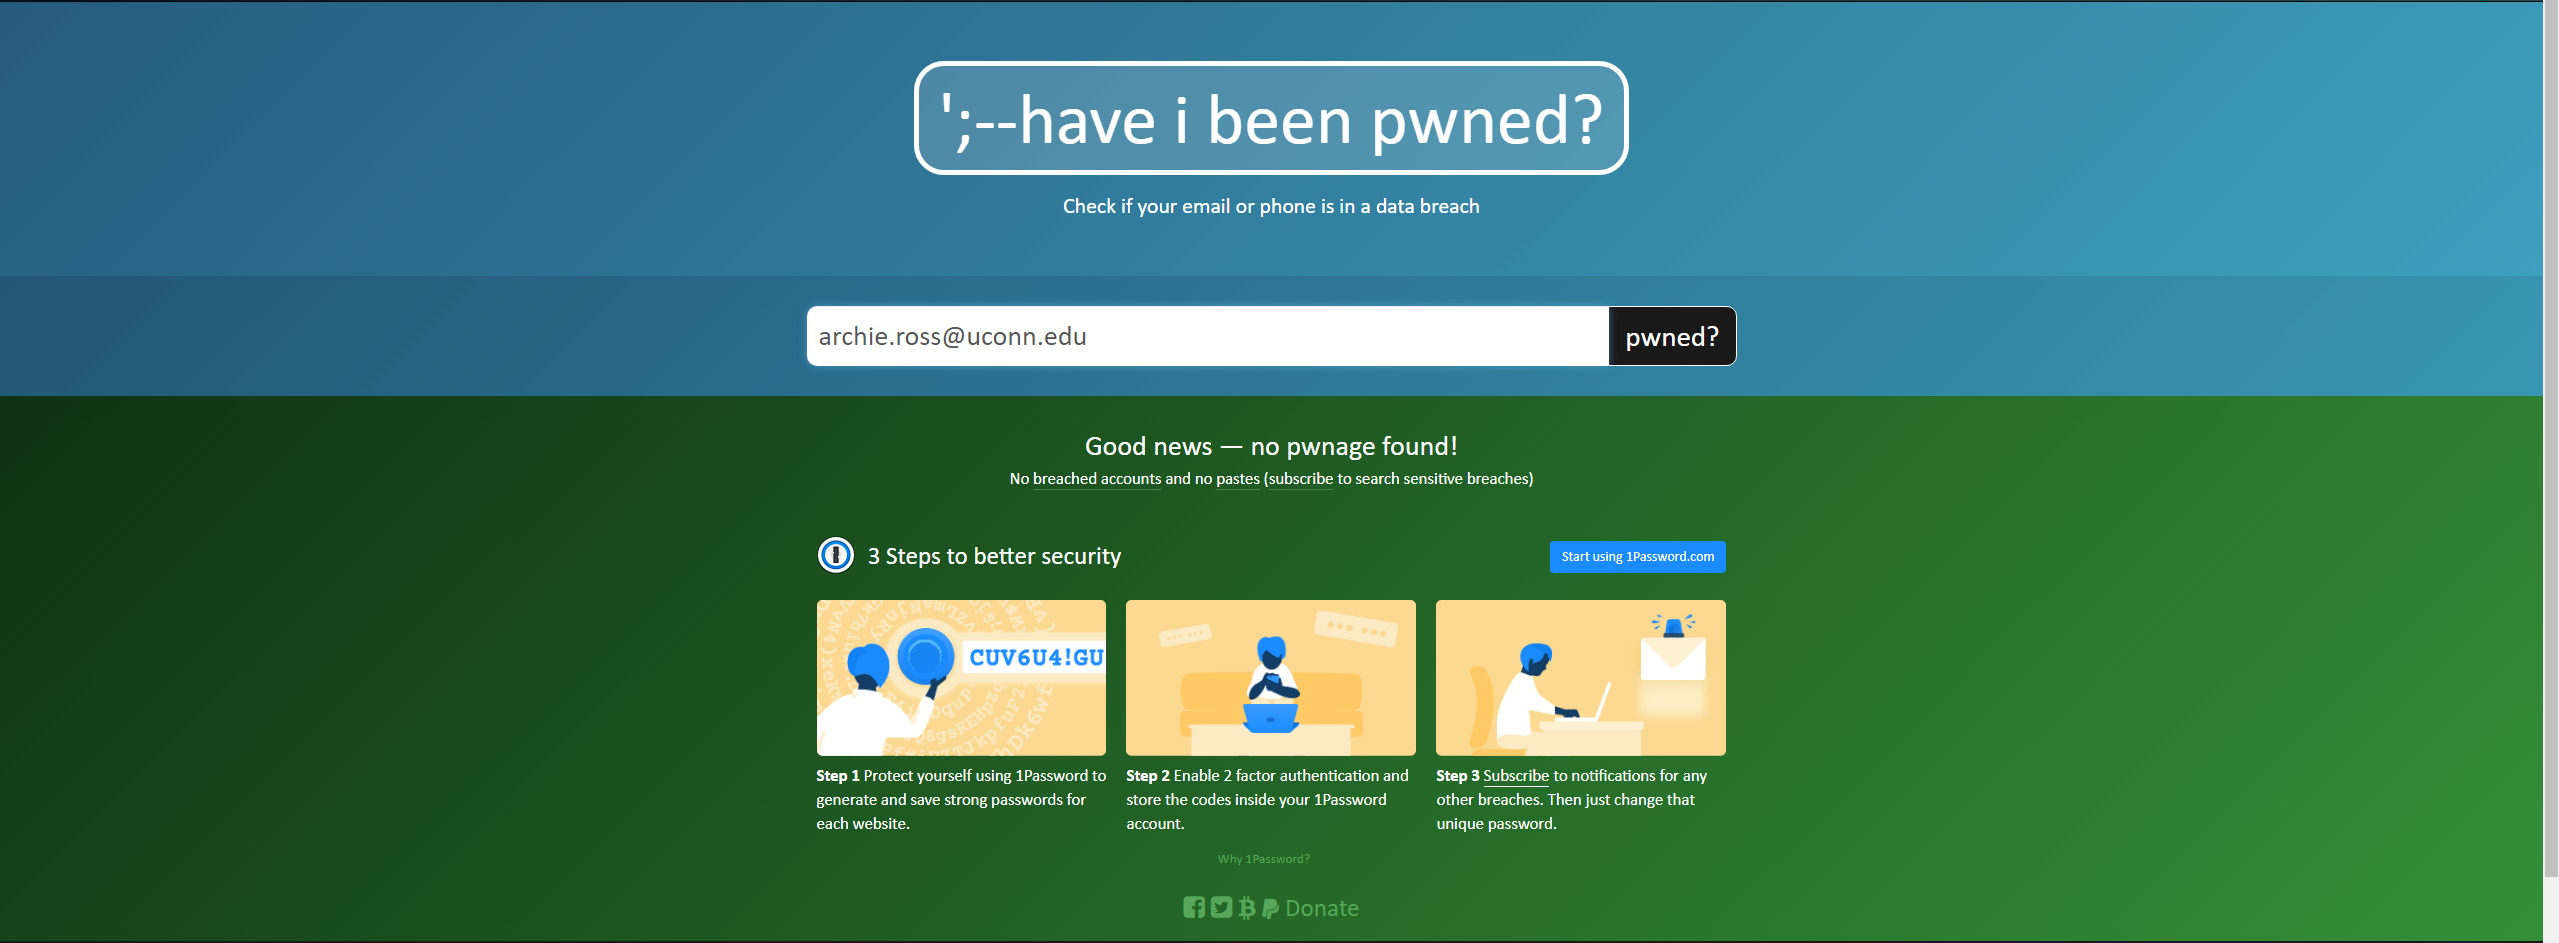 ';--have i been pwned?
Check if your email or phone is in a data breach
archie.ross@uconn.edu
pwned?
Good news — no pwnage found!
No breached accounts and no pastes (subscribe to search sensitive breaches)
3 Steps to better security
Start using 1Password.com
CUV6U4!GU
Step 1 Protect yourself using 1Password to
generate and save strong passwords for
each website.
Step 2 Enable 2 factor authentication and
store the codes inside your 1Password
account.
Step 3 Subscribe to notifications for any
other breaches. Then just change that
unique password.
Why 1Password?
Donate